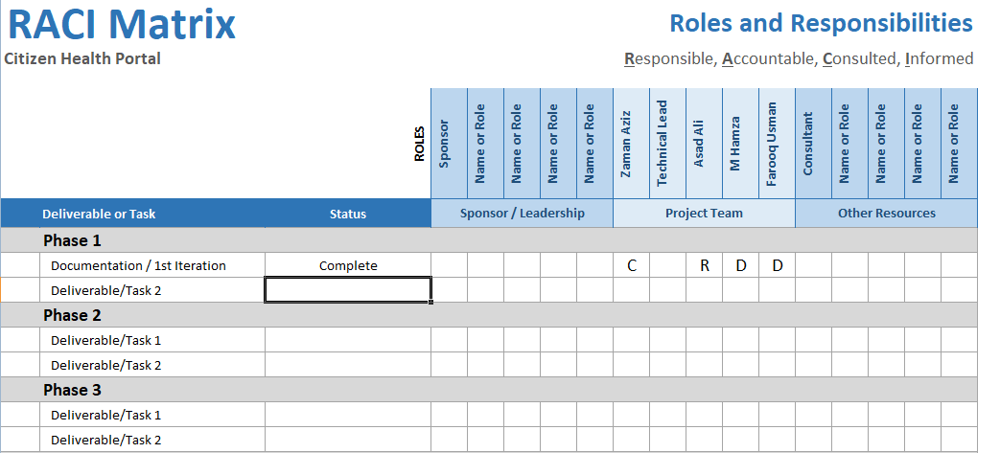 RACI Matrix
Roles and Responsibilities
Citizen Health Portal
Responsible, Accountable, Consulted, Informed
ROLES
Sponsor
Name or Role
Name or Role
Name or Role
Name or Role
Zaman Aziz
Technical Lead
Asad Ali
M Hamza
Farooq Usman
Consultant
Name or Role
Name or Role
Name or Role
Name or Role
Deliverable or Task Status Sponsor / Leadership Project Team Other Resources
Phase 1
Documentation / 1st Iteration Complete C R D D
Deliverable/Task 2
Phase 2
Deliverable/Task 1
Deliverable/Task 2
Phase 3
Deliverable/Task 1
Deliverable/Task 2